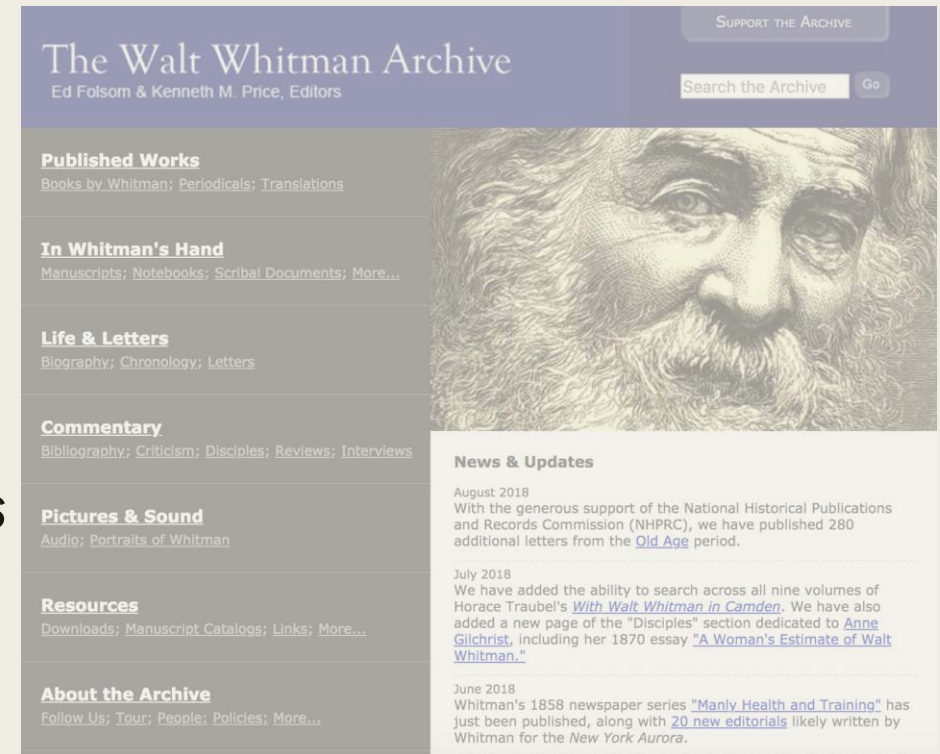 SUPPORT THE ARCHIVE
The Walt Whitman Archive
Ed Folsom & Kenneth M. Price, Editors
Search the Archive Go
Published Works
Books by Whitman; Periodicals; Translations
In Whitman's Hand
Manuscripts; Notebooks; Scribal Documents; More...
Life & Letters
Biography; Chronology; Letters
Commentary
Bibliography; Criticism; Disciples; Reviews; Interviews
s
Pictures & Sound
Audio; Portraits of Whitman
Resources
Downloads; Manuscript Catalogs; Links; More...
About the Archive
Follow Us; Tour; People; Policies; More...
News & Updates
August 2018
With the generous support of the National Historical Publications
and Records Commission (NHPRC), we have published 280
additional letters from the Old Age period.
July 2018
We have added the ability to search across all nine volumes of
Horace Traubel's With Walt Whitman in Camden. We have also
added a new page of the "Disciples" section dedicated to Anne
Gilchrist, including her 1870 essay "A Woman's Estimate of Walt
Whitman."
June 2018
Whitman's 1858 newspaper series "Manly Health and Training" has
just been published, along with 20 new editorials likely written by
Whitman for the New York Aurora.